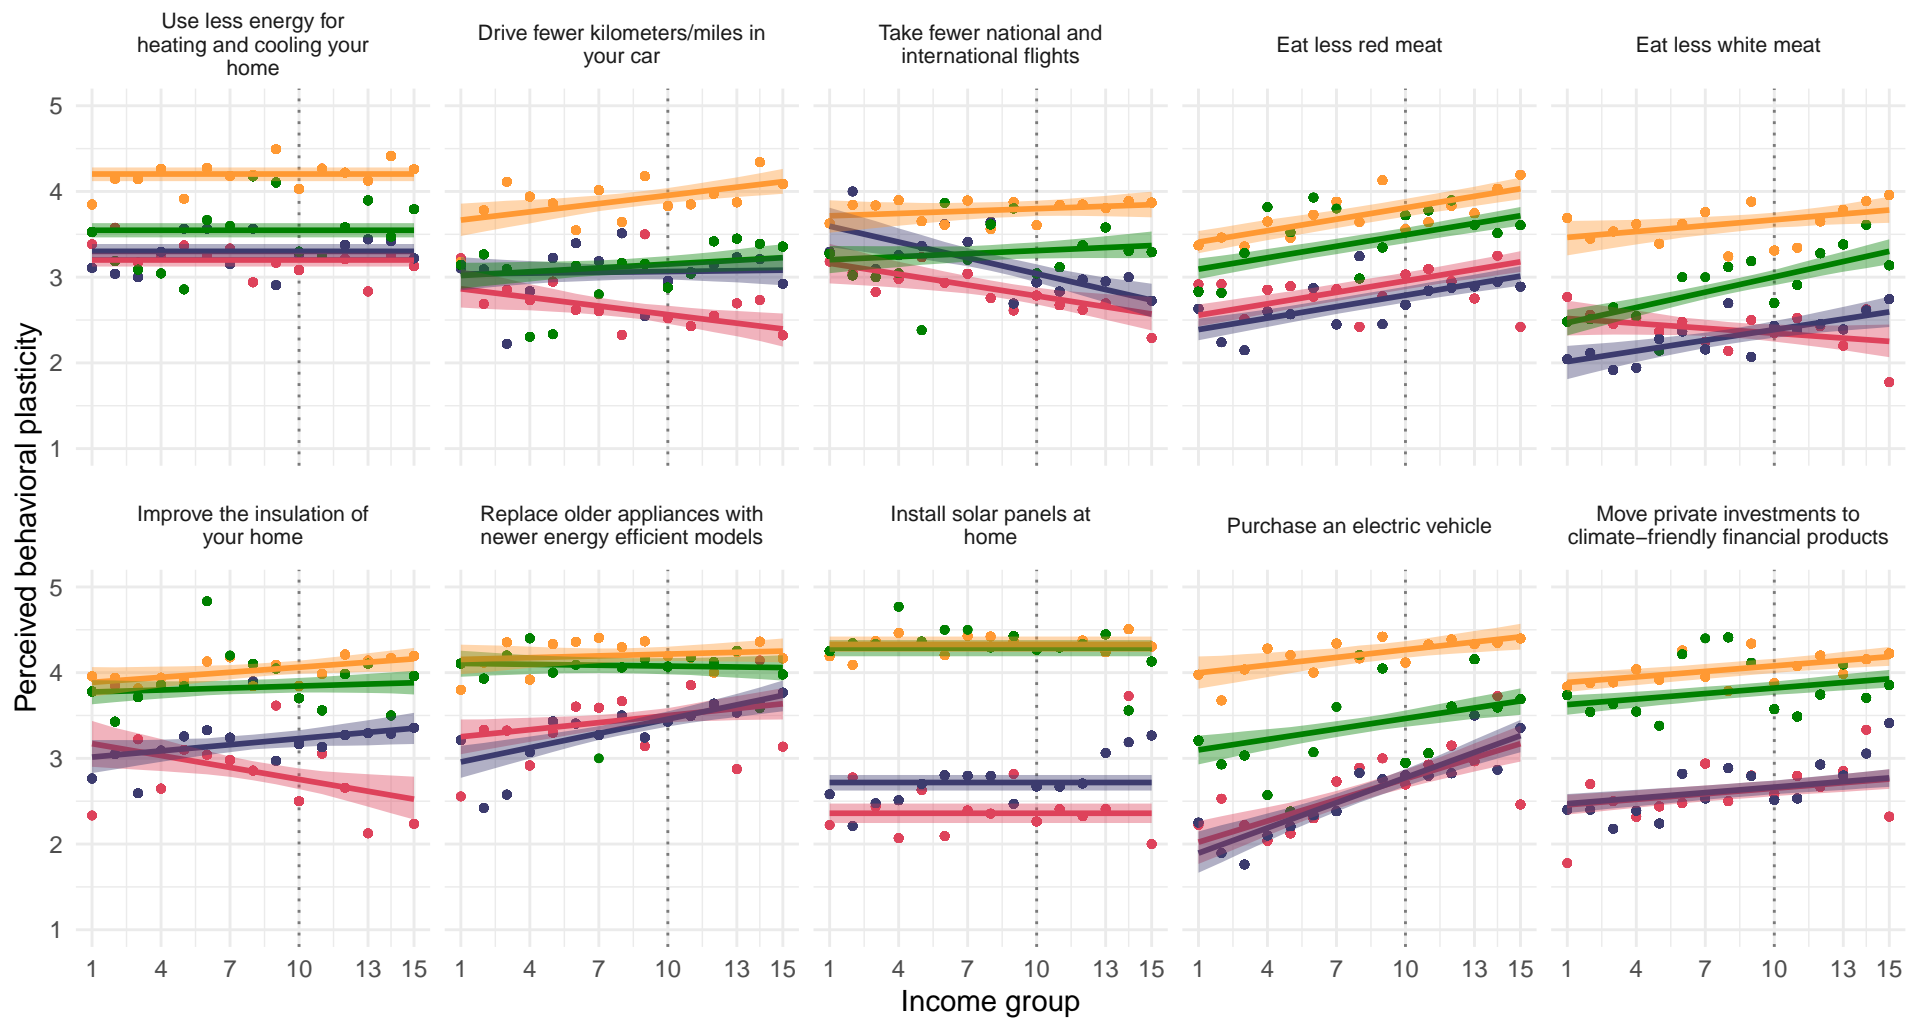 Use less energy for
heating and cooling your
home
Drive fewer kilometers/miles in
your car
Take fewer national and
international flights
Eat less red meat
Eat less white meat
5
4
3
2
1
Improve the insulation of
your home
Replace older appliances with
newer energy efficient models
Install solar panels at
home
Purchase an electric vehicle
Move private investments to
climate−friendly financial products
5
4
3
2
1
Perceived behavioral plasticity
1 4 7 10 13 15
1 4 7 10 13 15
1 4 7 10 13 15
1 4 7 10 13 15
1 4 7 10 13 15
Income group